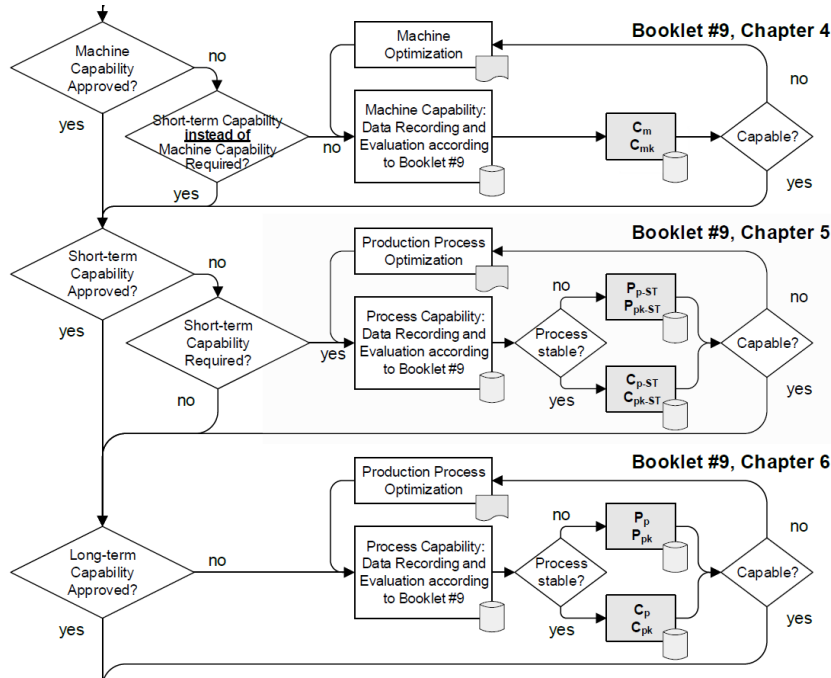 Booklet #9, Chapter 4
Machine
Capability
Approved?
no
yes
Short-term Capability
instead of
Machine Capability
Required?
no
yes
Machine
Optimization
Machine Capability:
Data Recording and
Evaluation according
to Booklet #9
Cm
Cmk
Capable?
no
yes
Booklet #9, Chapter 5
Short-term
Capability
Approved?
no
yes
Short-term
Capability
Required?
yes
no
Production Process
Optimization
Process Capability:
Data Recording and
Evaluation according
to Booklet #9
Process
stable?
no
yes
Pp-ST
Ppk-ST
Cp-ST
Cpk-ST
Capable?
no
yes
Booklet #9, Chapter 6
Long-term
Capability
Approved?
no
yes
Production Process
Optimization
Process Capability:
Data Recording and
Evaluation according
to Booklet #9
Process
stable?
no
yes
Pp
Ppk
Cp
Cpk
Capable?
no
yes